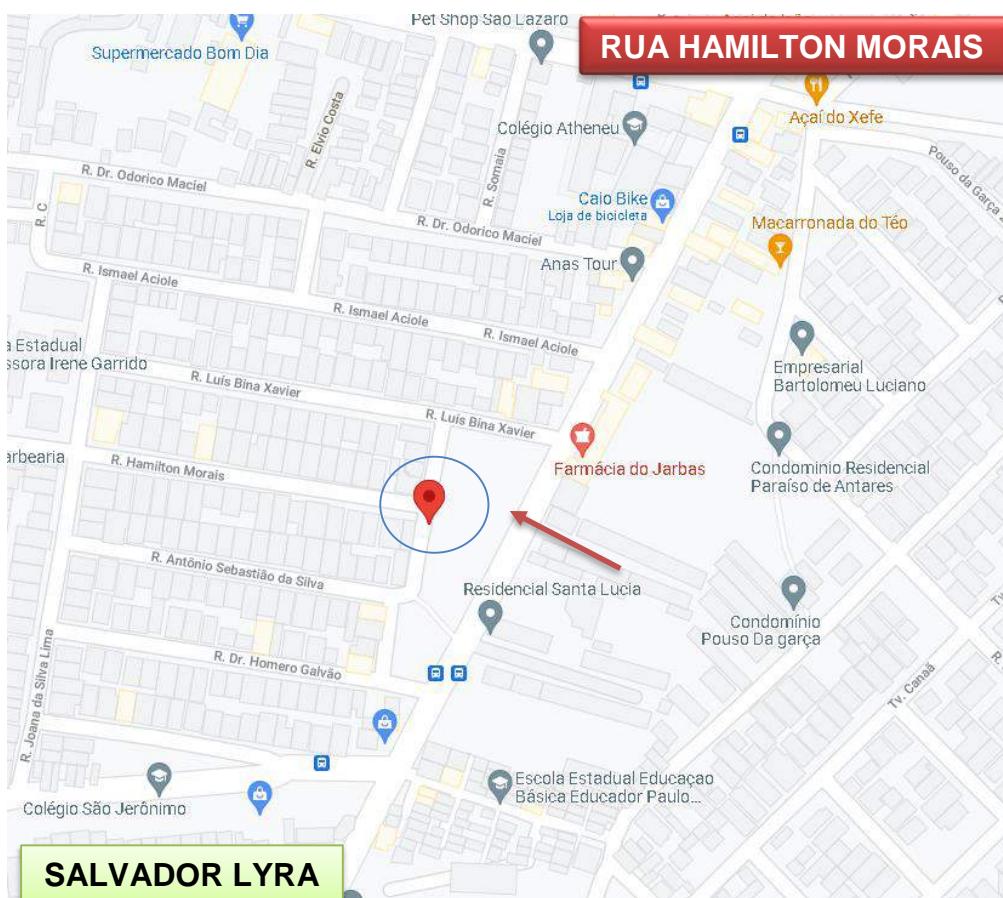 Pet Shop São Lázaro
RUA HAMILTON MORAIS
Supermercado Bom Dia
Açaí do Xefe
R. Elvio Costa
Colégio Atheneu
Pouso da Garça
R. Somaia
R. Dr. Odorico Maciel
Caio Bike
Loja de bicicleta
R. C
R. Dr. Odorico Maciel
Macarronada do Téo
Anas Tour
R. Ismael Aciole
R. Ismael Aciole
R. Ismael Aciole
a Estadual
ssora Irene Garrido
Empresarial
Bartolomeu Luciano
R. Luís Bina Xavier
R. Luís Bina Xavier
arbearia
R. Hamilton Morais
Farmácia do Jarbas
Condominio Residencial
Paraíso de Antares
R. Antônio Sebastião da Silva
Residencial Santa Lucia
Condomínio
Pouso Da garça
R. Dr. Homero Galvão
R. Joana da Silva Lima
Tv. Canaã
Escola Estadual Educaçao
Básica Educador Paulo...
Colégio São Jerônimo
SALVADOR LYRA